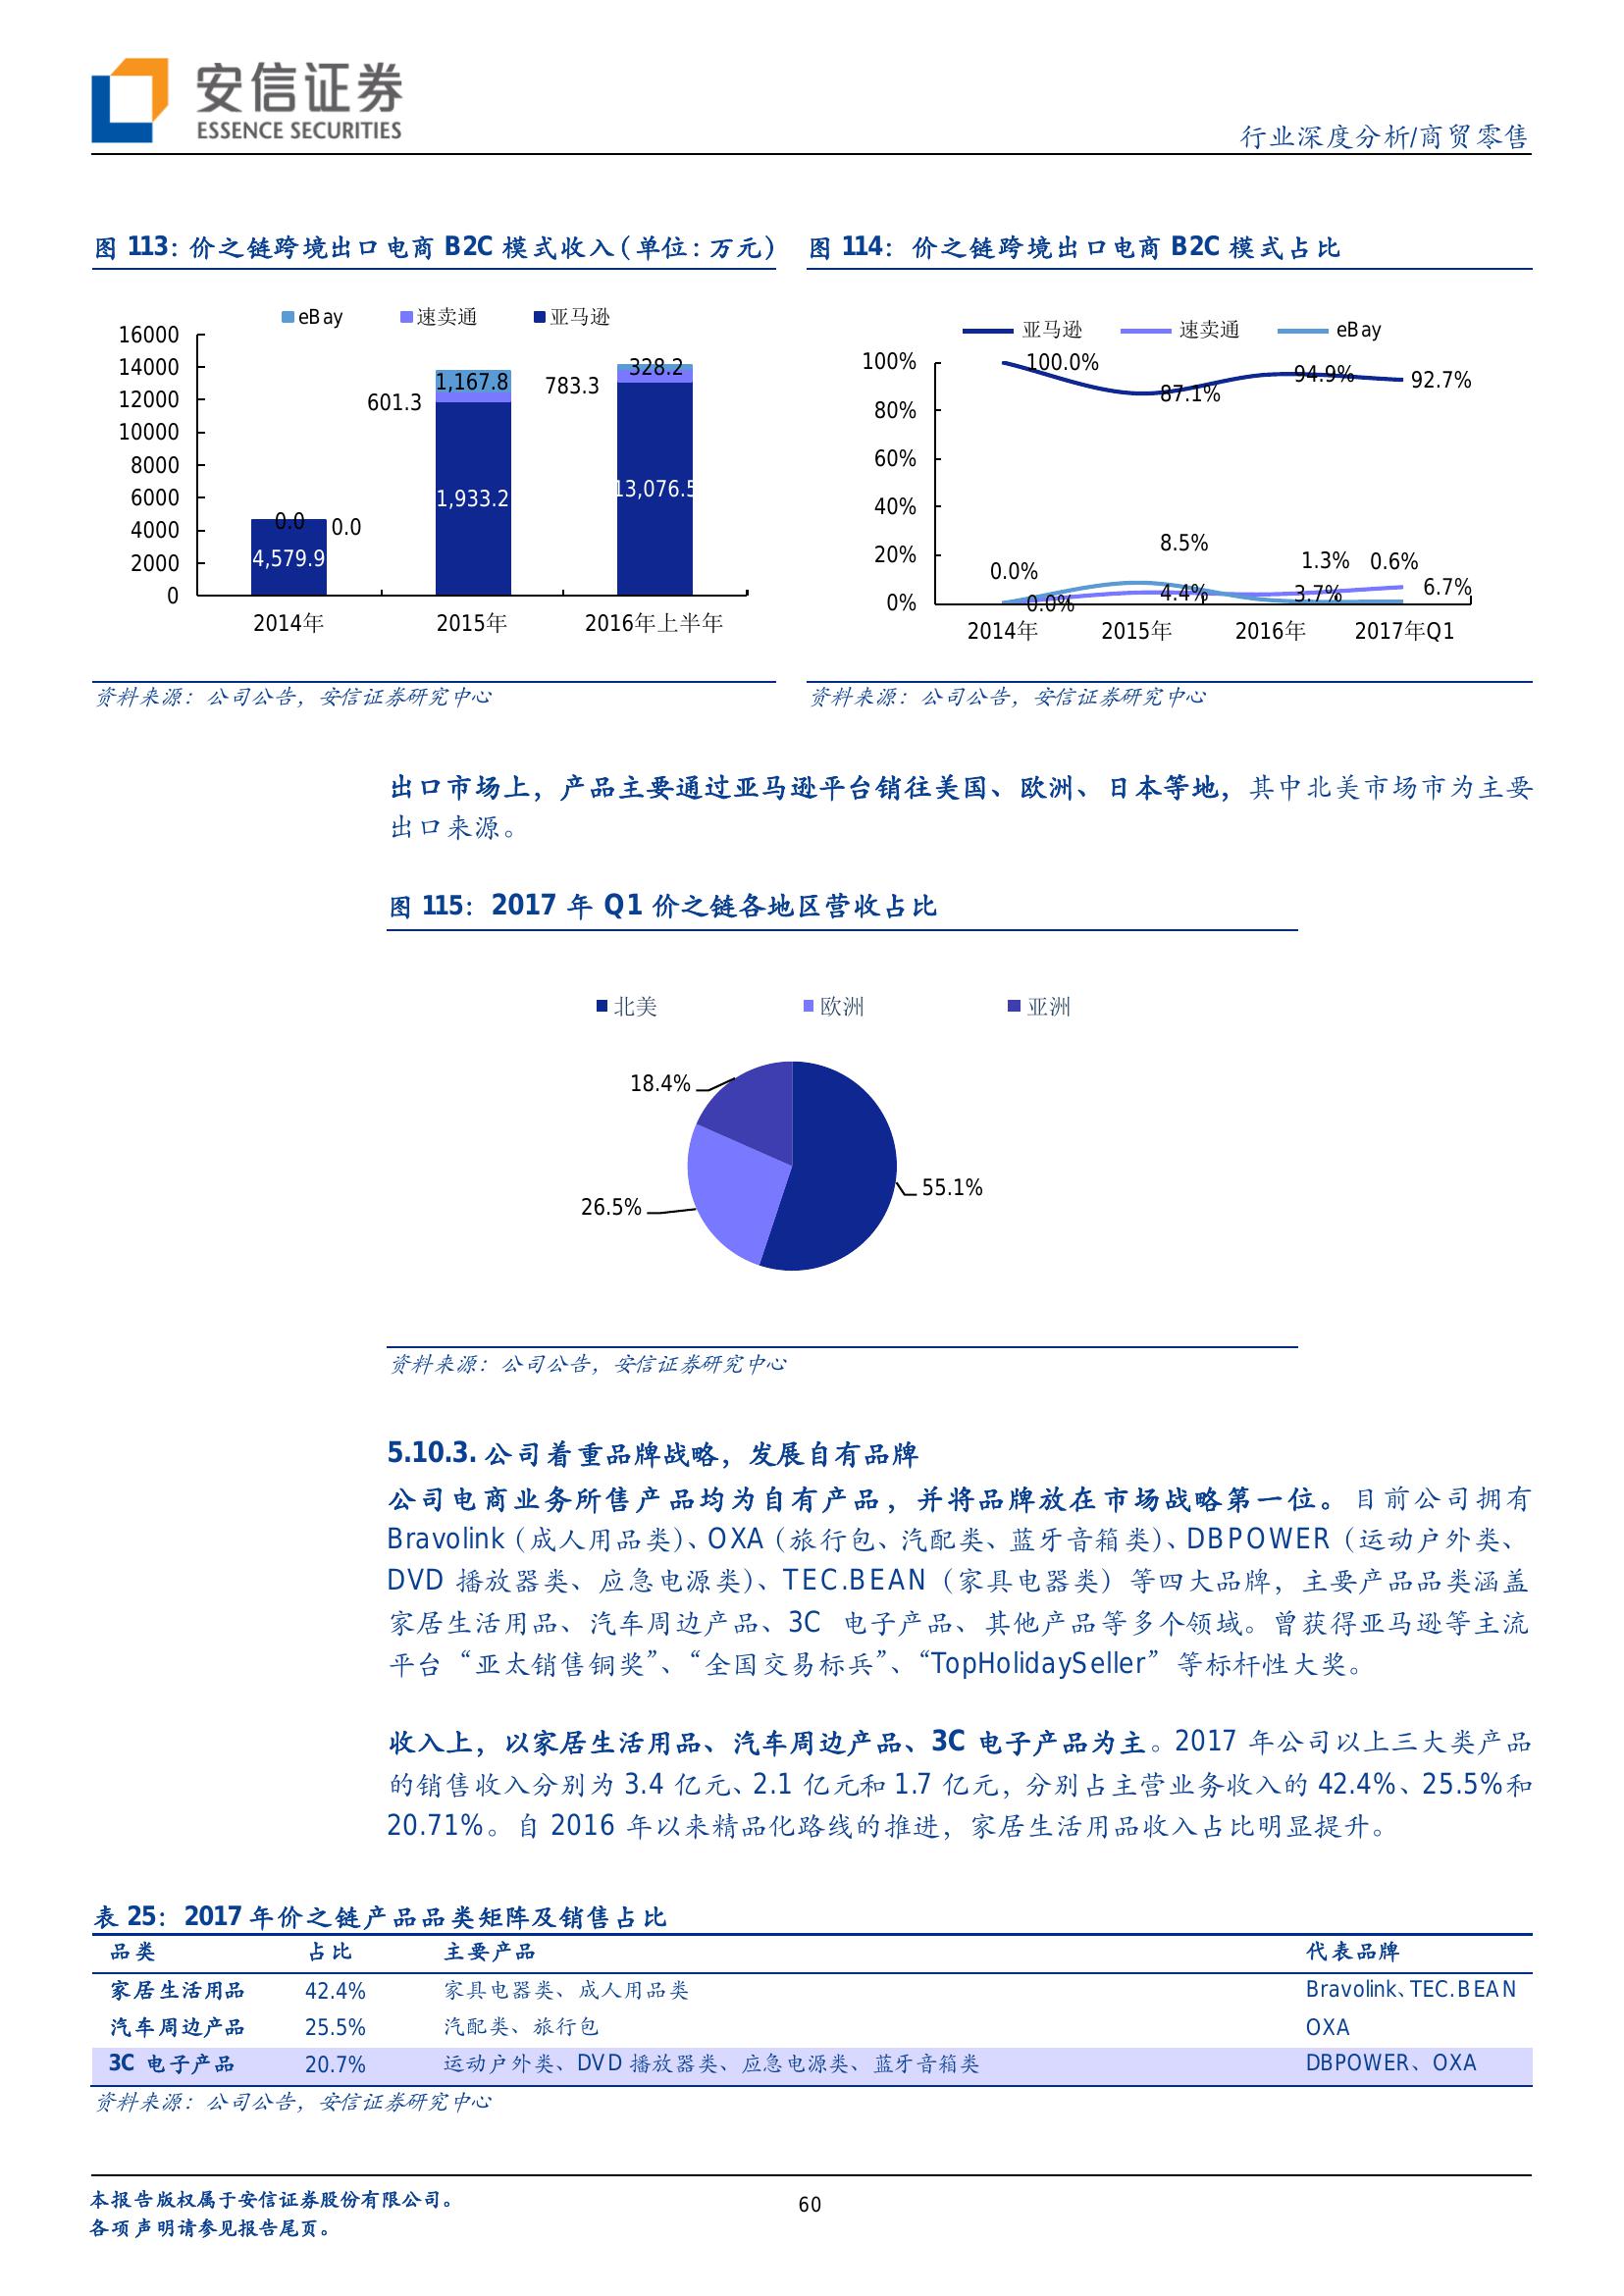 安信证券
ESSENCE SECURITIES
行业深度分析/商贸零售
图 113：价之链跨境出口电商 B2C 模式收入（单位：万元）
eBay 速卖通 亚马逊
16000
14000
12000
10000
8000
6000
4000
2000
0
328.2
1,167.8
783.3
601.3
13,076.5
1,933.2
0.0
0.0
4,579.9
2014年 2015年 2016年上半年
资料来源：公司公告，安信证券研究中心
图 114：价之链跨境出口电商 B2C 模式占比
亚马逊 速卖通 eBay
100%
80%
60%
40%
20%
0%
100.0%
87.1%
94.9%
92.7%
8.5%
1.3%
0.6%
0.0%
6.7%
0.0%
4.4%
3.7%
2014年 2015年 2016年 2017年Q1
资料来源：公司公告，安信证券研究中心
出口市场上，产品主要通过亚马逊平台销往美国、欧洲、日本等地，其中北美市场市为主要
出口来源。
图 115：2017 年 Q1 价之链各地区营收占比
北美 欧洲 亚洲
18.4%
55.1%
26.5%
资料来源：公司公告，安信证券研究中心
5.10.3. 公司着重品牌战略，发展自有品牌
公司电商业务所售产品均为自有产品，并将品牌放在市场战略第一位。目前公司拥有
Bravolink（成人用品类）、OXA（旅行包、汽配类、蓝牙音箱类）、DBPOWER（运动户外类、
DVD 播放器类、应急电源类）、TEC.BEAN（家具电器类）等四大品牌，主要产品品类涵盖
家居生活用品、汽车周边产品、3C 电子产品、其他产品等多个领域。曾获得亚马逊等主流
平台“亚太销售铜奖”、“全国交易标兵”、“TopHolidaySeller”等标杆性大奖。
收入上，以家居生活用品、汽车周边产品、3C 电子产品为主。2017 年公司以上三大类产品
的销售收入分别为 3.4 亿元、2.1 亿元和 1.7 亿元，分别占主营业务收入的 42.4%、25.5%和
20.71%。自 2016 年以来精品化路线的推进，家居生活用品收入占比明显提升。
表 25：2017 年价之链产品品类矩阵及销售占比
品类 占比 主要产品 代表品牌
家居生活用品 42.4% 家具电器类、成人用品类 Bravolink、TEC.BEAN
汽车周边产品 25.5% 汽配类、旅行包 OXA
3C 电子产品 20.7% 运动户外类、DVD 播放器类、应急电源类、蓝牙音箱类 DBPOWER、OXA
资料来源：公司公告，安信证券研究中心
本报告版权属于安信证券股份有限公司。
各项声明请参见报告尾页。
60